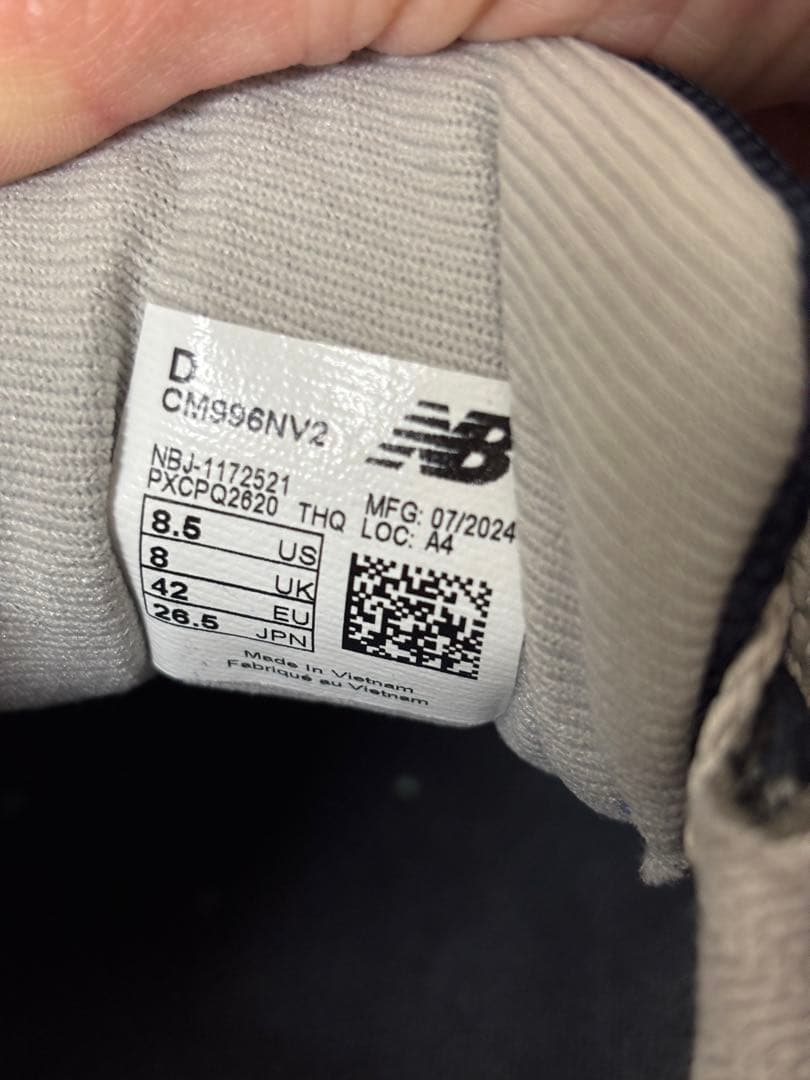 D
CM996NV2
NB
NBJ-1172521
PXCPQ2620 THQ
MFG: 07/2024
LOC: A4
8.5 US
8 UK
42 EU
26.5 JPN
Made In Vietnam
Fabriqué au Vietnam